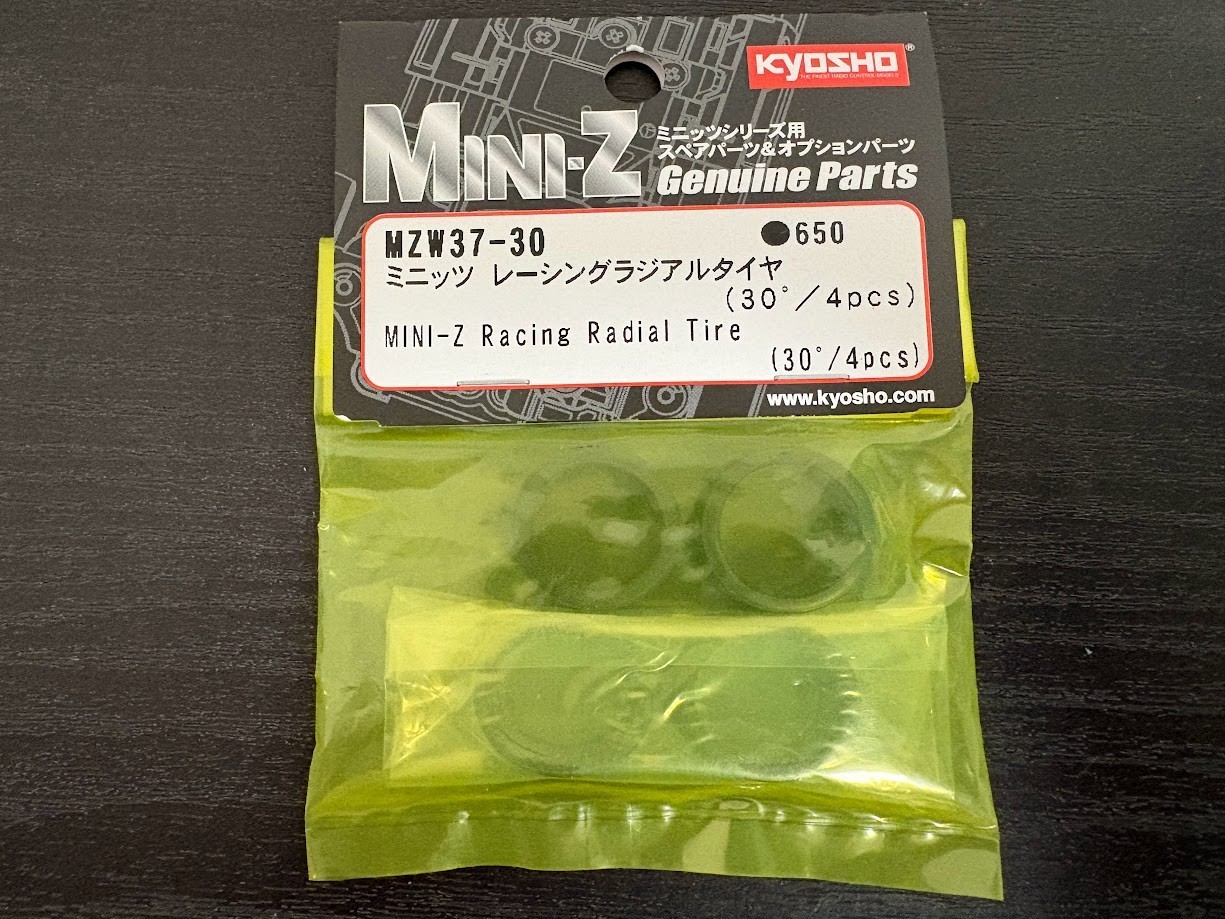 KYOSHO®
THE FINEST RADIO CONTROL MODELS
MINI-Z
ミニッツシリーズ用
スペアパーツ&オプションパーツ
Genuine Parts
MZW37-30 ●650
ミニッツ レーシングラジアルタイヤ
(30°/4pcs)
MINI-Z Racing Radial Tire
(30°/4pcs)
www.kyosho.com